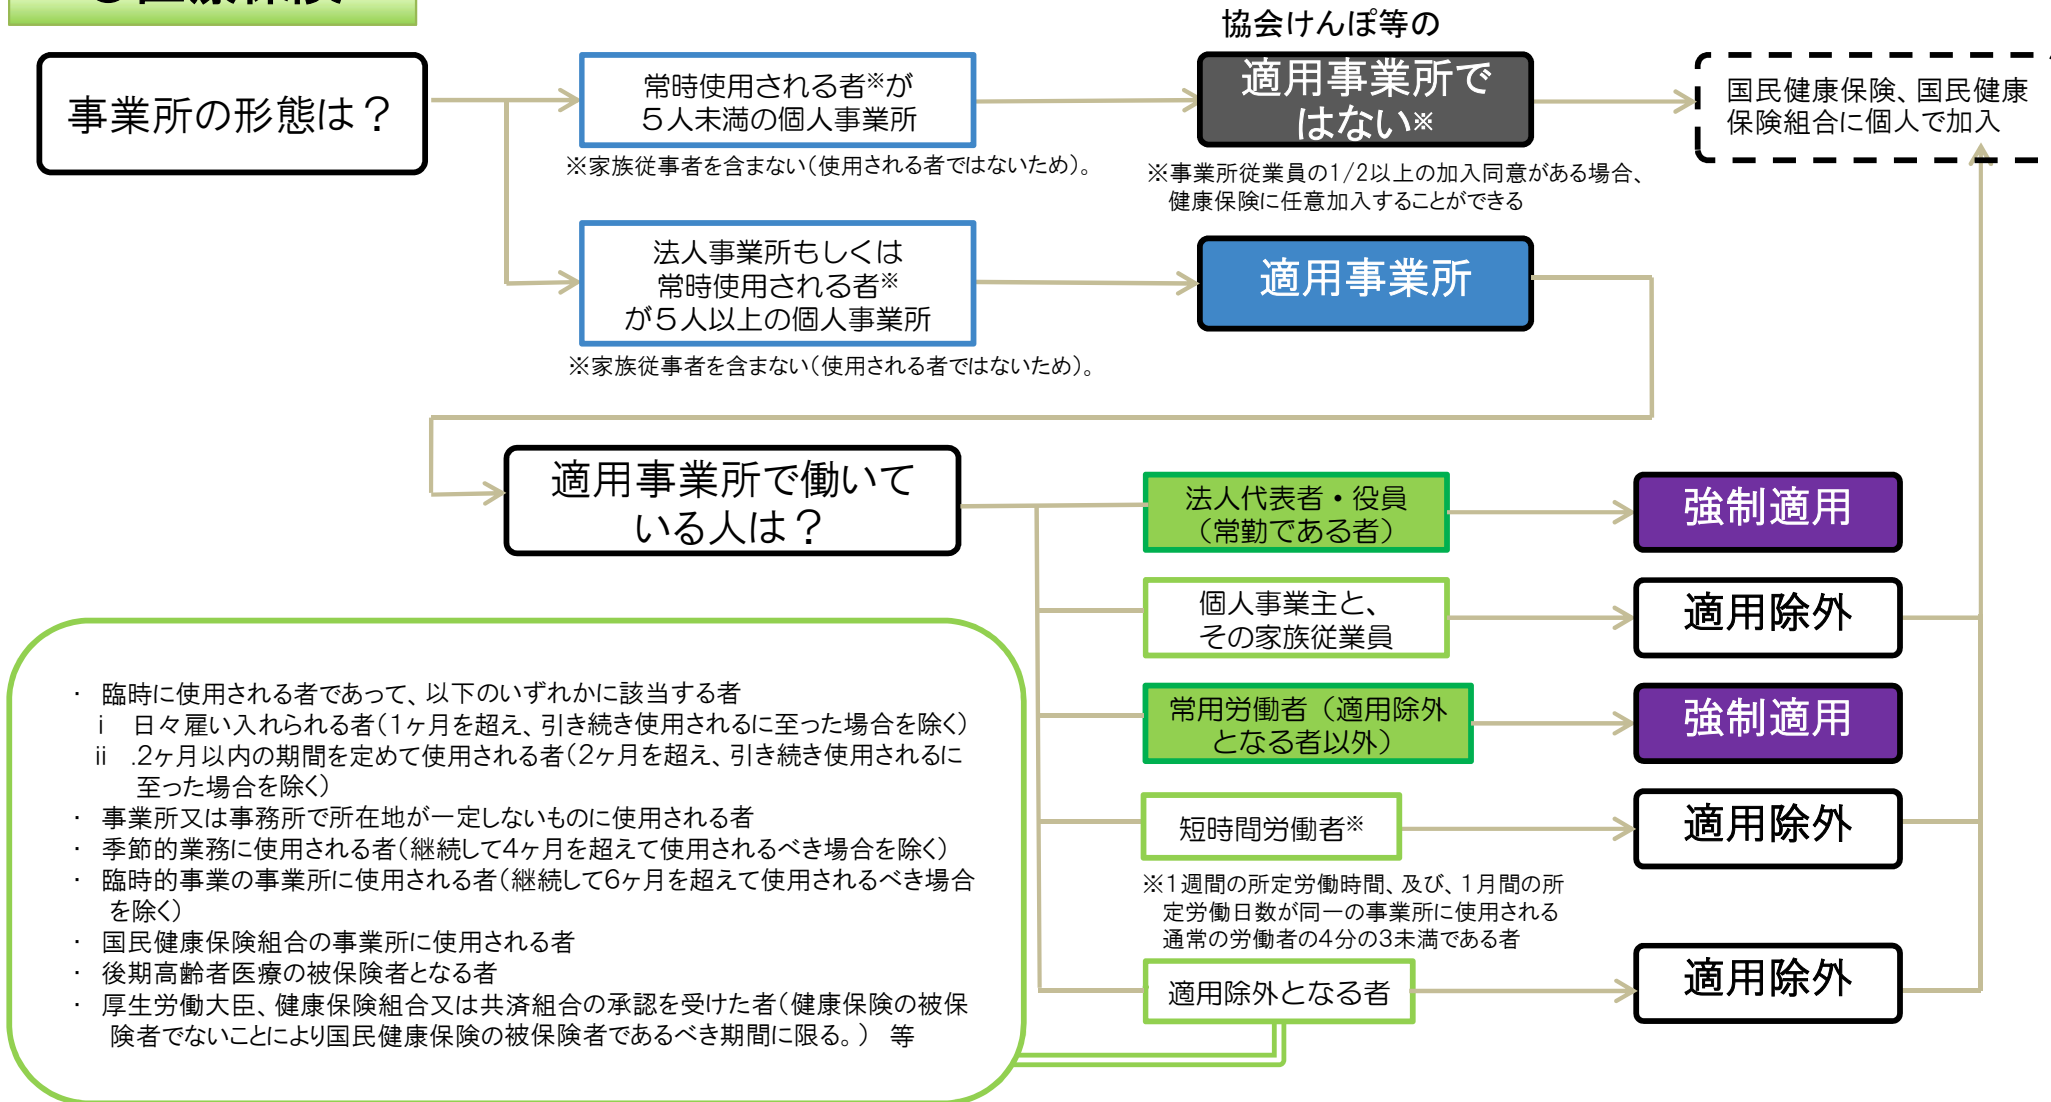 協会けんぽ等の
事業所の形態は？
常時使用される者※が
５人未満の個人事業所
※家族従事者を含まない（使用される者ではないため）。
適用事業所で
はない※
※事業所従業員の1/2以上の加入同意がある場合、
健康保険に任意加入することができる
国民健康保険、国民健康
保険組合に個人で加入
法人事業所もしくは
常時使用される者※
が５人以上の個人事業所
※家族従事者を含まない（使用される者ではないため）。
適用事業所
適用事業所で働いて
いる人は？
法人代表者・役員
（常勤である者）
強制適用
個人事業主と、
その家族従業員
適用除外
常用労働者（適用除外
となる者以外）
強制適用
短時間労働者※
適用除外
※1週間の所定労働時間、及び、1月間の所
定労働日数が同一の事業所に使用される
通常の労働者の4分の3未満である者
適用除外となる者
適用除外
・ 臨時に使用される者であって、以下のいずれかに該当する者
ⅰ 日々雇い入れられる者（1ヶ月を超え、引き続き使用されるに至った場合を除く）
ⅱ .2ヶ月以内の期間を定めて使用される者（2ヶ月を超え、引き続き使用されるに
至った場合を除く）
・ 事業所又は事務所で所在地が一定しないものに使用される者
・ 季節的業務に使用される者（継続して4ヶ月を超えて使用されるべき場合を除く）
・ 臨時的事業の事業所に使用される者（継続して6ヶ月を超えて使用されるべき場合
を除く）
・ 国民健康保険組合の事業所に使用される者
・ 後期高齢者医療の被保険者となる者
・ 厚生労働大臣、健康保険組合又は共済組合の承認を受けた者（健康保険の被保
険者でないことにより国民健康保険の被保険者であるべき期間に限る。） 等